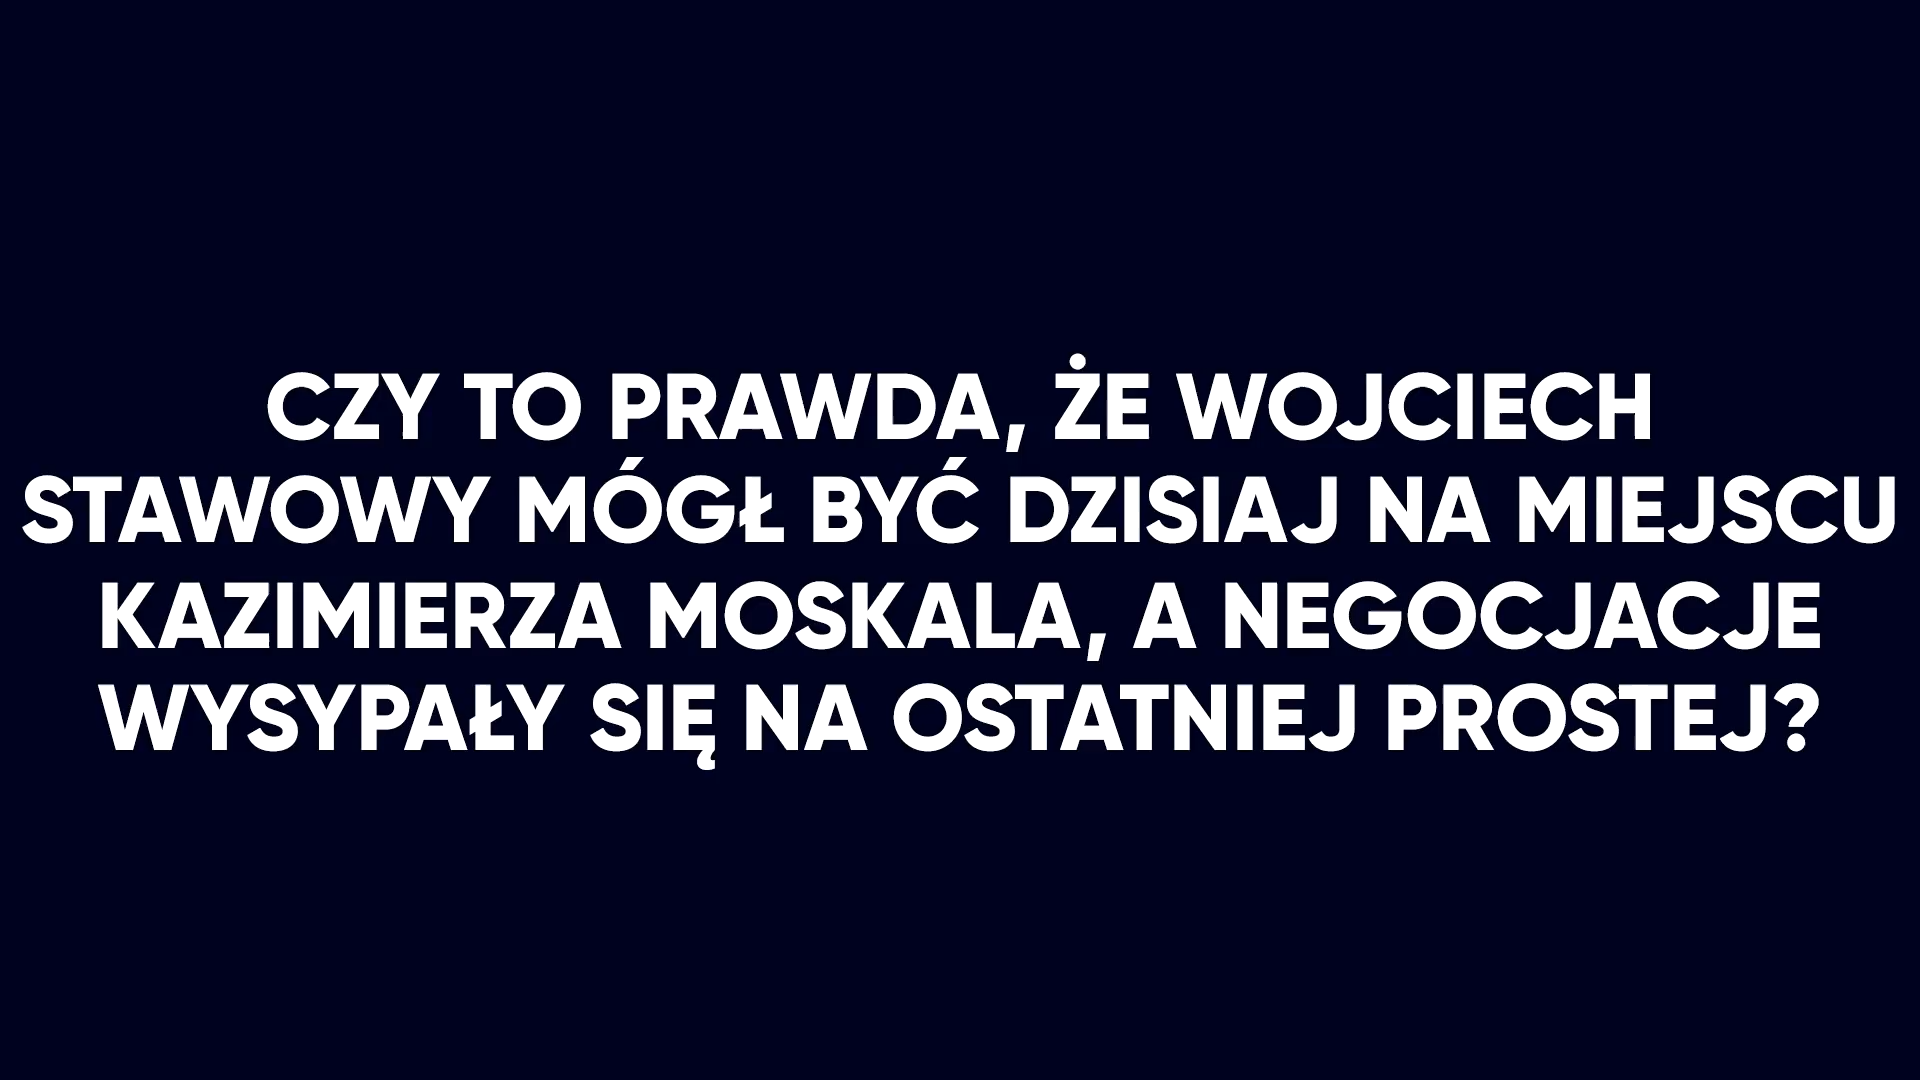 CZY TO PRAWDA, ŻE WOJCIECH
STAWOWY MÓGŁ BYĆ DZISIAJ NA MIEJSCU
KAZIMIERZA MOSKALA, A NEGOCJACJE
WYSYPAŁY SIĘ NA OSTATNIEJ PROSTEJ?